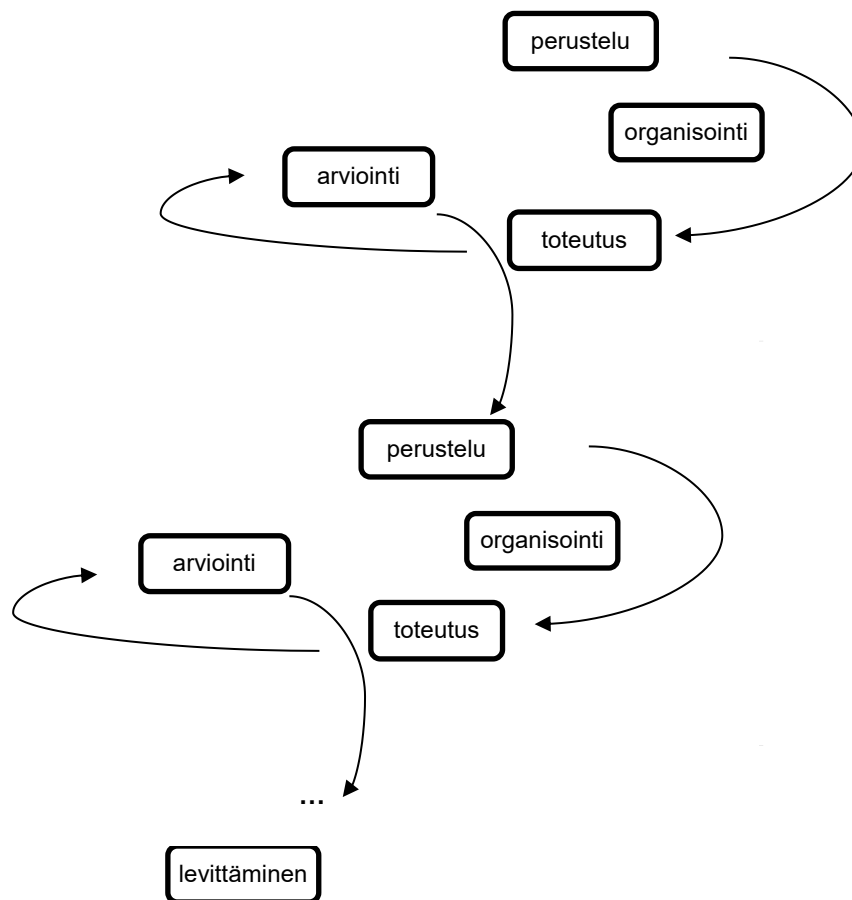 perustelu
organisointi
arviointi
toteutus
perustelu
organisointi
arviointi
toteutus
...
levittäminen